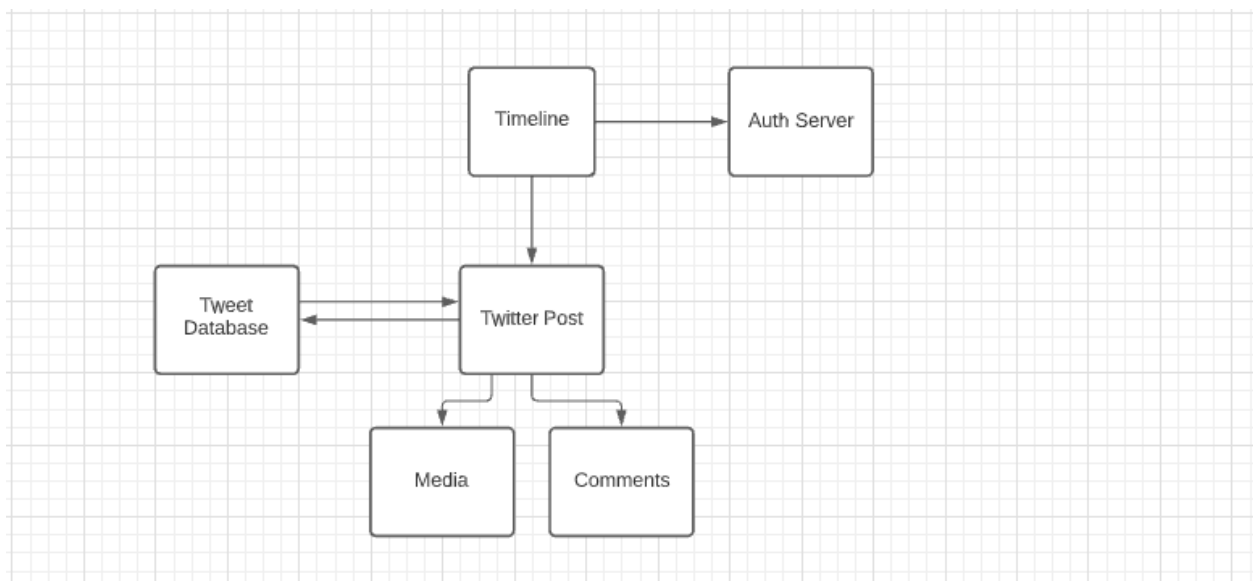 Timeline
Auth Server
Tweet
Database
Twitter Post
Media
Comments